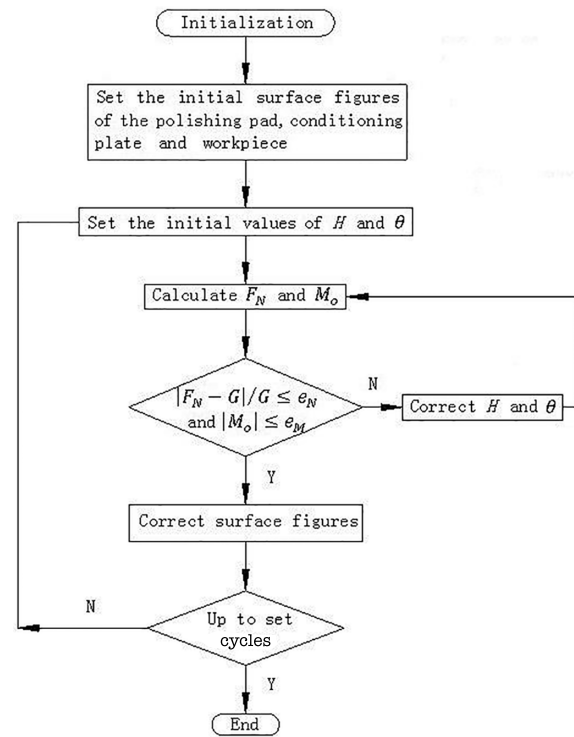 Initialization
Set the initial surface figures
of the polishing pad, conditioning
plate and workpiece
Set the initial values of H and θ
Calculate F_N and M_o
|F_N − G|/G ≤ e_N
and |M_o| ≤ e_M
N
Correct H and θ
Y
Correct surface figures
N
Up to set
cycles
Y
End